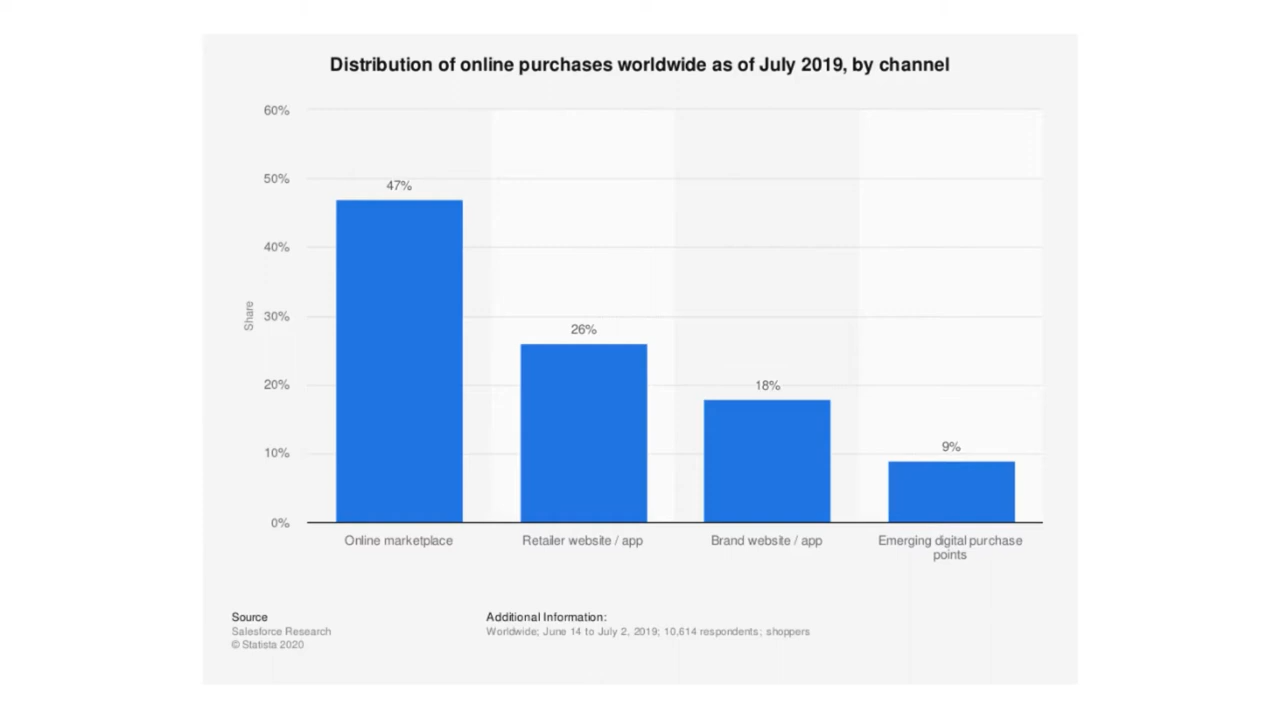 Distribution of online purchases worldwide as of July 2019, by channel
60%
50%
40%
30%
20%
10%
0%
Share
47%
26%
18%
9%
Online marketplace
Retailer website / app
Brand website / app
Emerging digital purchase
points
Source
Salesforce Research
© Statista 2020
Additional Information:
Worldwide; June 14 to July 2, 2019; 10,614 respondents; shoppers